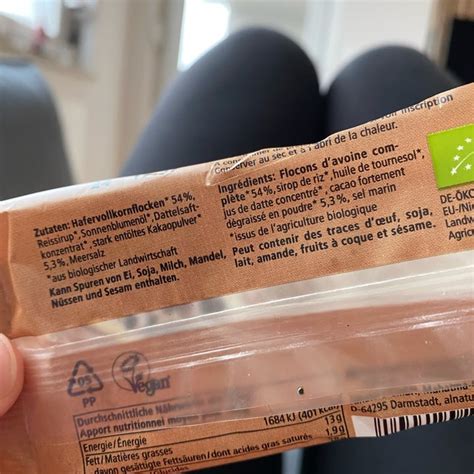 inscription
Conserver au sec et à l'abri de la chaleur.
Zutaten: Hafervollkornflocken* 54%,
Reissirup*, Sonnenblumenöl*, Dattelsaft-
konzentrat*, stark entöltes Kakaopulver*
5,3%, Meersalz
*aus biologischer Landwirtschaft
Kann Spuren von Ei, Soja, Milch, Mandel,
Nüssen und Sesam enthalten.
Ingrédients: Flocons d'avoine com-
plète* 54%, sirop de riz*, huile de tournesol*,
jus de datte concentré*, cacao fortement
dégraissé en poudre* 5,3%, sel marin
*issus de l'agriculture biologique
Peut contenir des traces d'œuf, soja,
lait, amande, fruits à coque et sésame.
DE-ÖKO
EU-/Ni
Landw
Agric
05
PP
Vegan
Durchschnittliche Nährw
Apport nutritionnel moyen
Energie/Énergie
1684 kJ (401 kcal)
Fett/Matières grasses
13 g
davon gesättigte Fettsäuren/dont acides gras saturés
D-64295 Darmstadt, alnatu